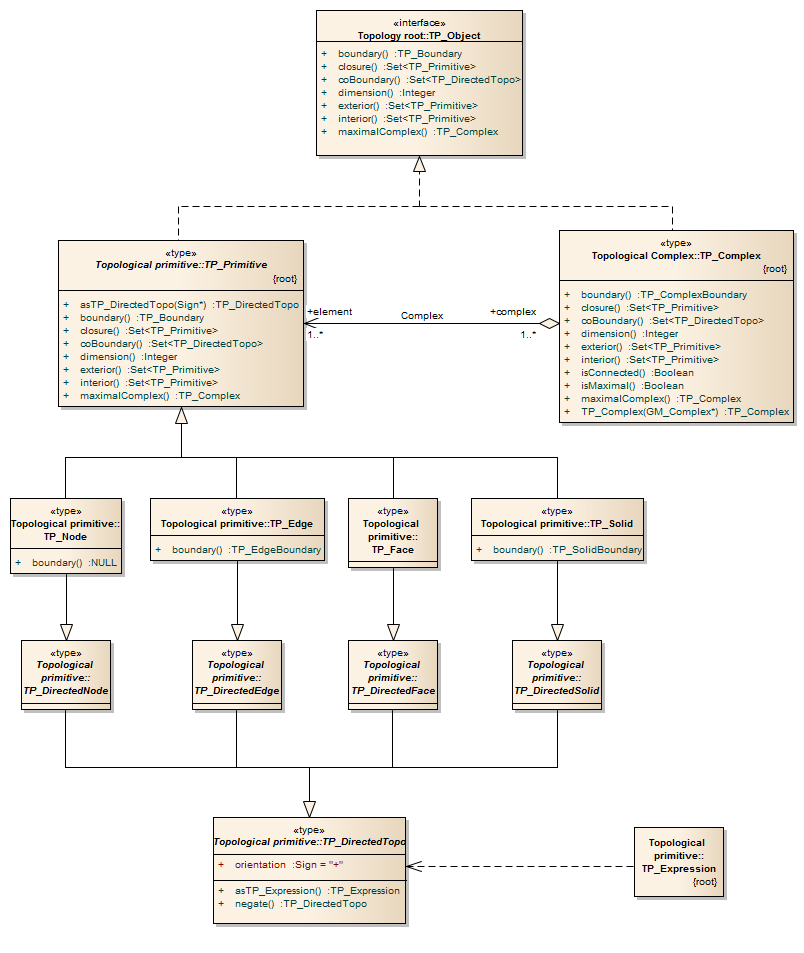 «interface»
Topology root::TP_Object
+ boundary() :TP_Boundary
+ closure() :Set<TP_Primitive>
+ coBoundary() :Set<TP_DirectedTopo>
+ dimension() :Integer
+ exterior() :Set<TP_Primitive>
+ interior() :Set<TP_Primitive>
+ maximalComplex() :TP_Complex
«type»
Topological primitive::TP_Primitive
{root}
+ asTP_DirectedTopo(Sign*) :TP_DirectedTopo
+ boundary() :TP_Boundary
+ closure() :Set<TP_Primitive>
+ coBoundary() :Set<TP_DirectedTopo>
+ dimension() :Integer
+ exterior() :Set<TP_Primitive>
+ interior() :Set<TP_Primitive>
+ maximalComplex() :TP_Complex
+element
1..*
Complex
+complex
1..*
«type»
Topological Complex::TP_Complex
{root}
+ boundary() :TP_ComplexBoundary
+ closure() :Set<TP_Primitive>
+ coBoundary() :Set<TP_DirectedTopo>
+ dimension() :Integer
+ exterior() :Set<TP_Primitive>
+ interior() :Set<TP_Primitive>
+ isConnected() :Boolean
+ isMaximal() :Boolean
+ maximalComplex() :TP_Complex
+ TP_Complex(GM_Complex*) :TP_Complex
«type»
Topological primitive::
TP_Node
+ boundary() :NULL
«type»
Topological primitive::TP_Edge
+ boundary() :TP_EdgeBoundary
«type»
Topological
primitive::
TP_Face
«type»
Topological primitive::TP_Solid
+ boundary() :TP_SolidBoundary
«type»
Topological
primitive::
TP_DirectedNode
«type»
Topological
primitive::
TP_DirectedEdge
«type»
Topological
primitive::
TP_DirectedFace
«type»
Topological
primitive::
TP_DirectedSolid
«type»
Topological primitive::TP_DirectedTopo
+ orientation :Sign = "+"
+ asTP_Expression() :TP_Expression
+ negate() :TP_DirectedTopo
Topological
primitive::
TP_Expression
{root}